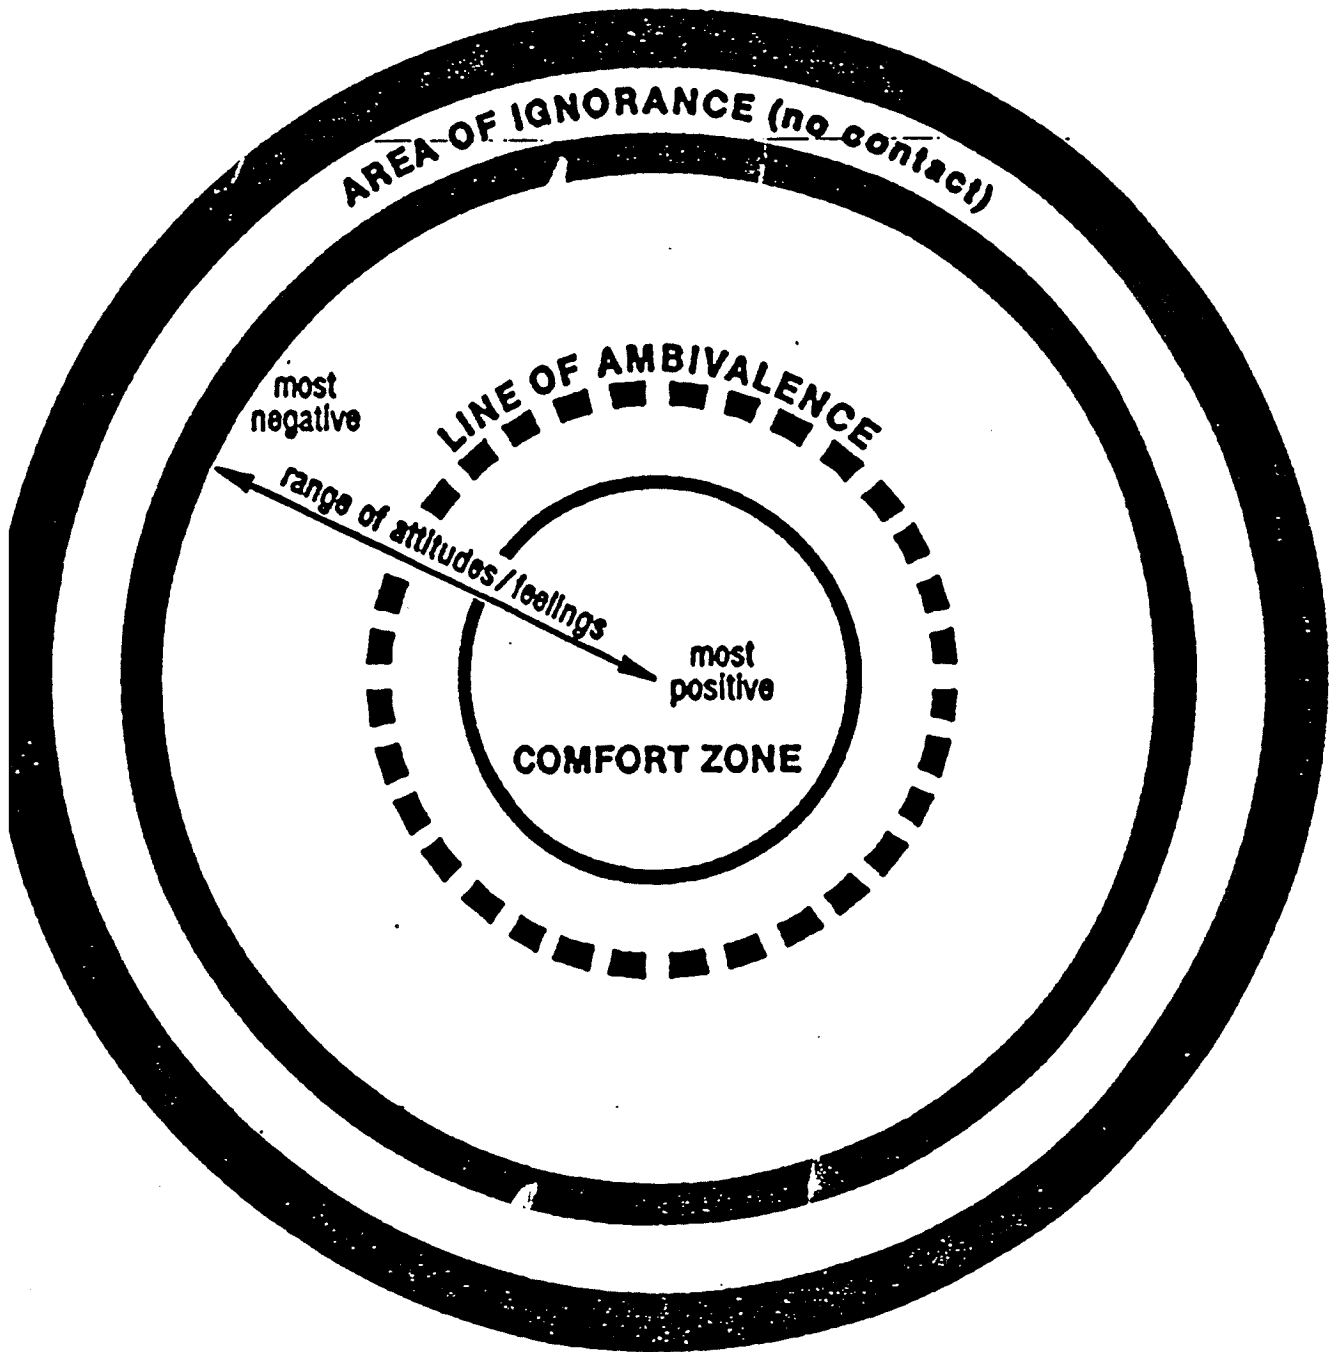 AREA OF IGNORANCE (no contact)
LINE OF AMBIVALENCE
most
negative
range of attitudes/feelings
most
positive
COMFORT ZONE